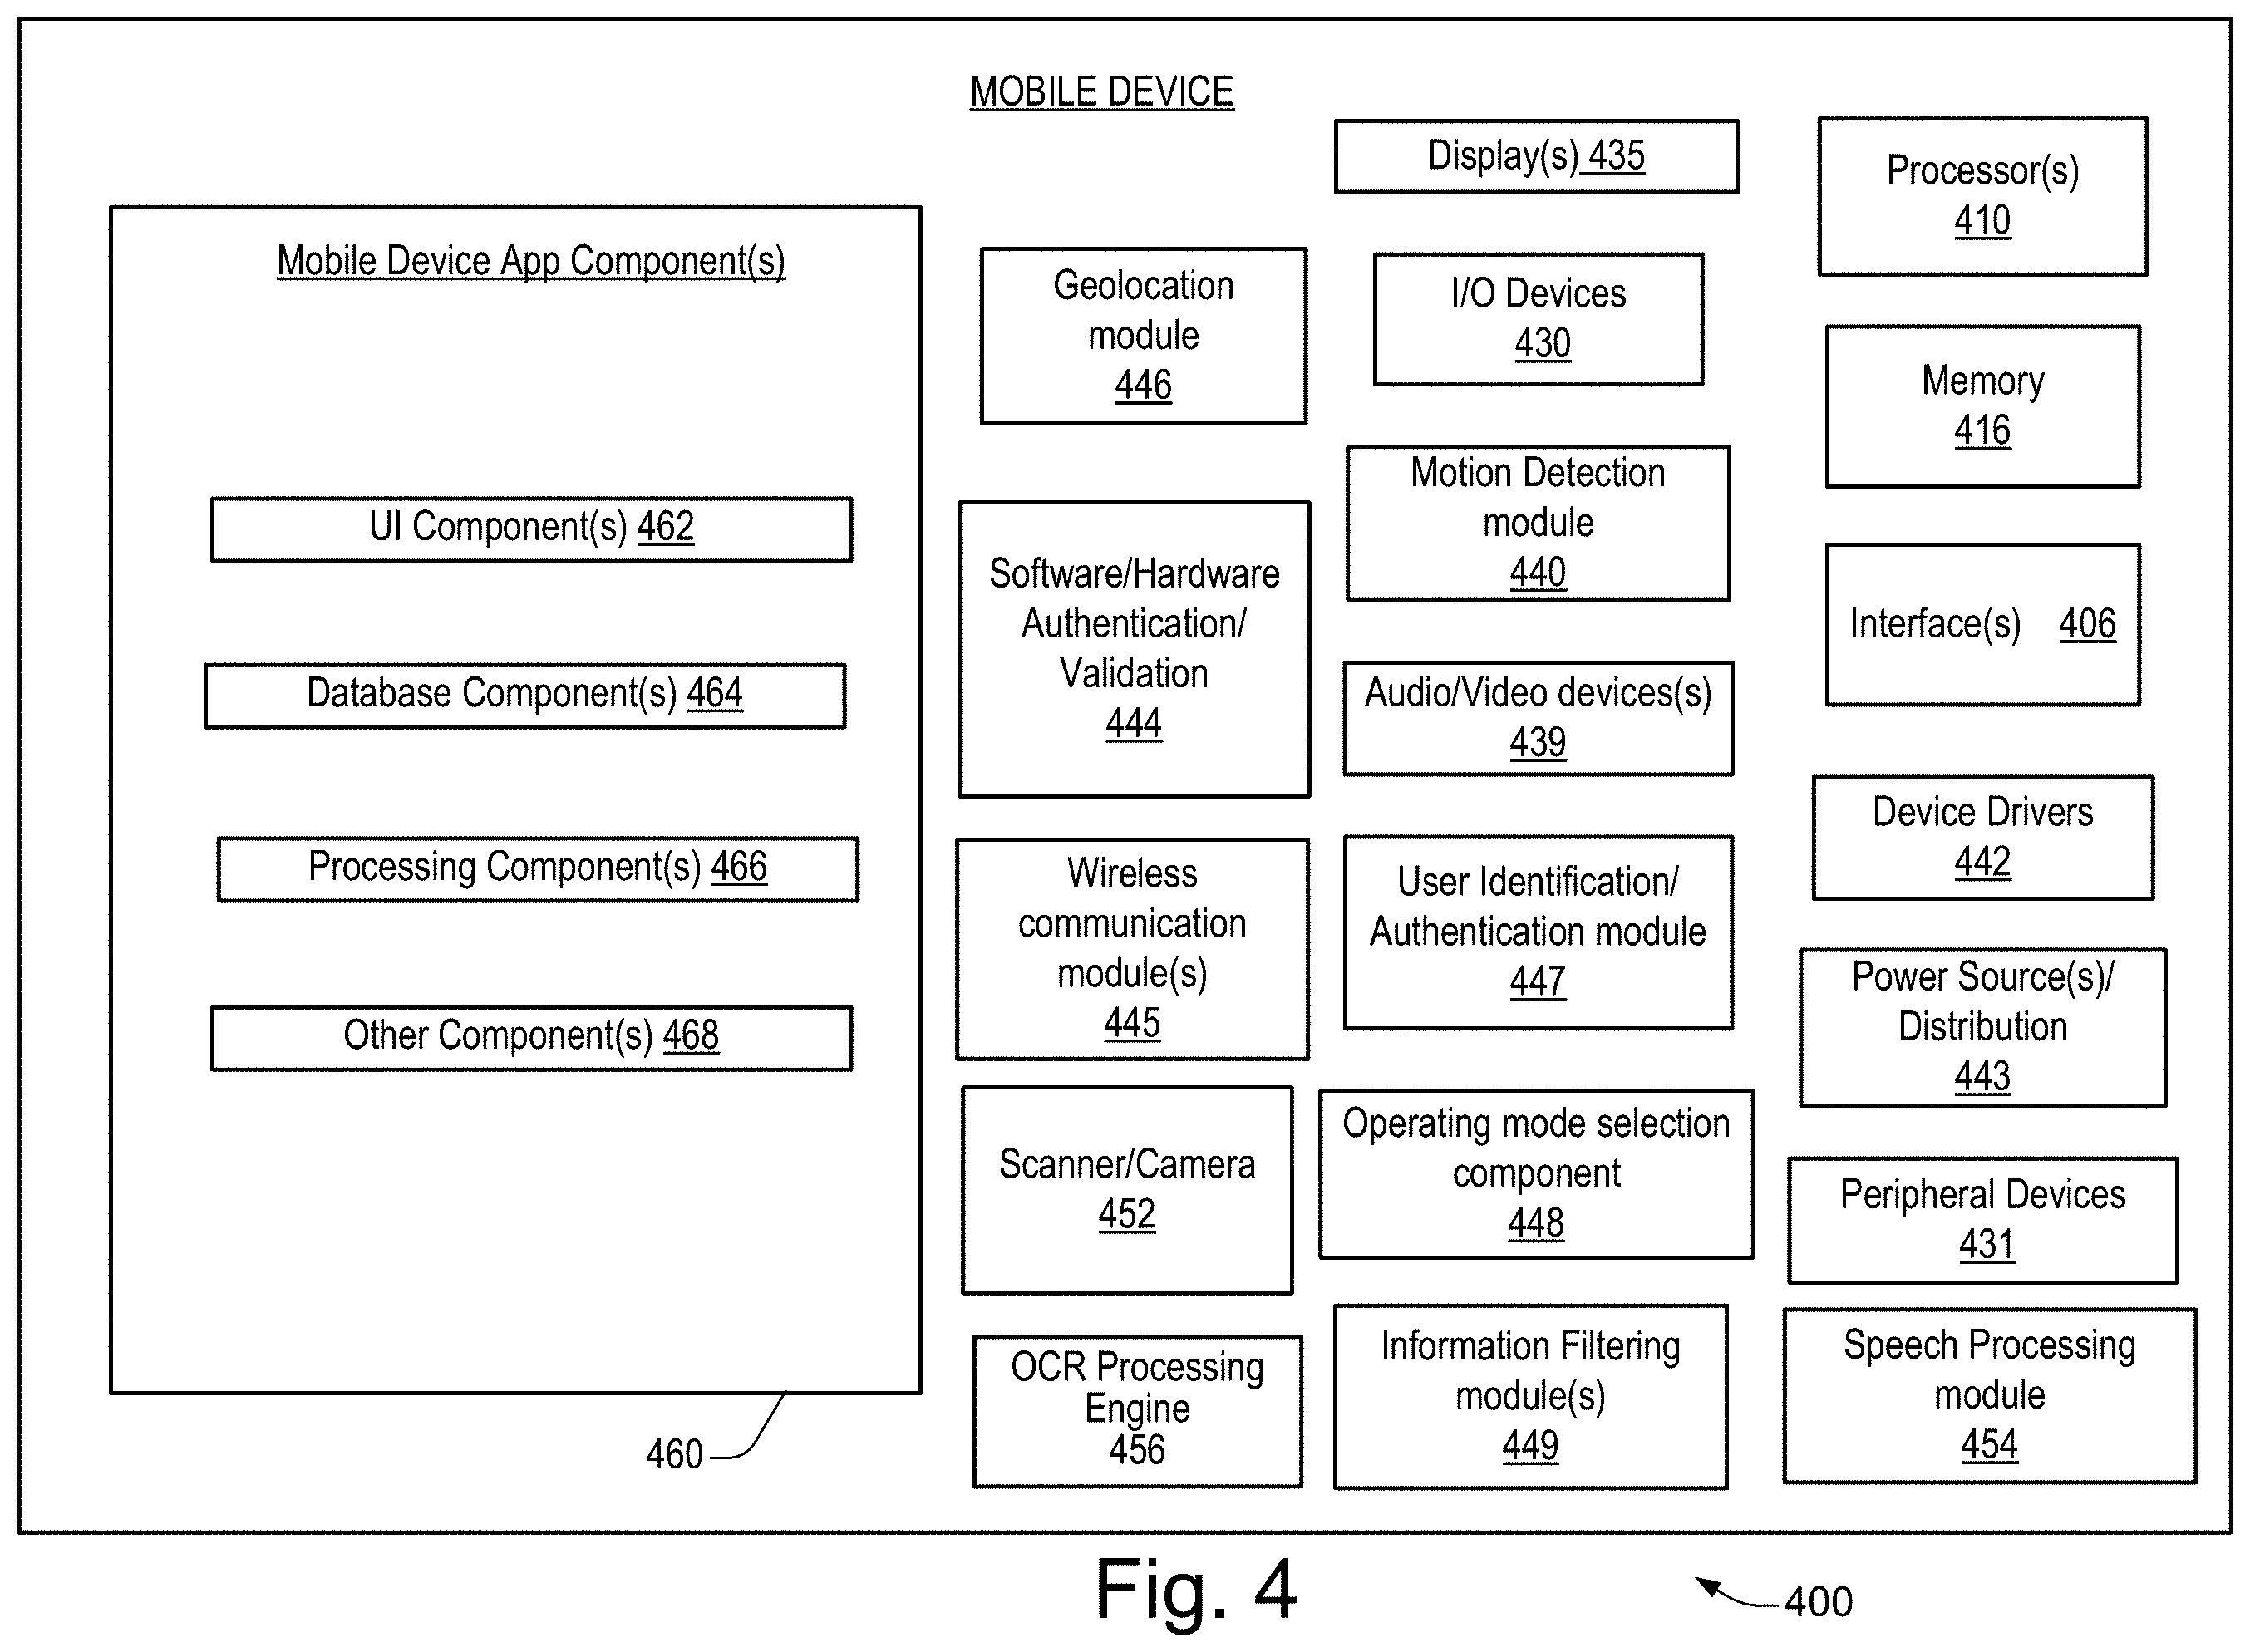 MOBILE DEVICE
Mobile Device App Component(s)
UI Component(s) 462
Database Component(s) 464
Processing Component(s) 466
Other Component(s) 468
460
Geolocation
module
446
Software/Hardware
Authentication/
Validation
444
Wireless
communication
module(s)
445
Scanner/Camera
452
OCR Processing
Engine
456
Display(s) 435
I/O Devices
430
Motion Detection
module
440
Audio/Video devices(s)
439
User Identification/
Authentication module
447
Operating mode selection
component
448
Information Filtering
module(s)
449
Processor(s)
410
Memory
416
Interface(s) 406
Device Drivers
442
Power Source(s)/
Distribution
443
Peripheral Devices
431
Speech Processing
module
454
Fig. 4
400